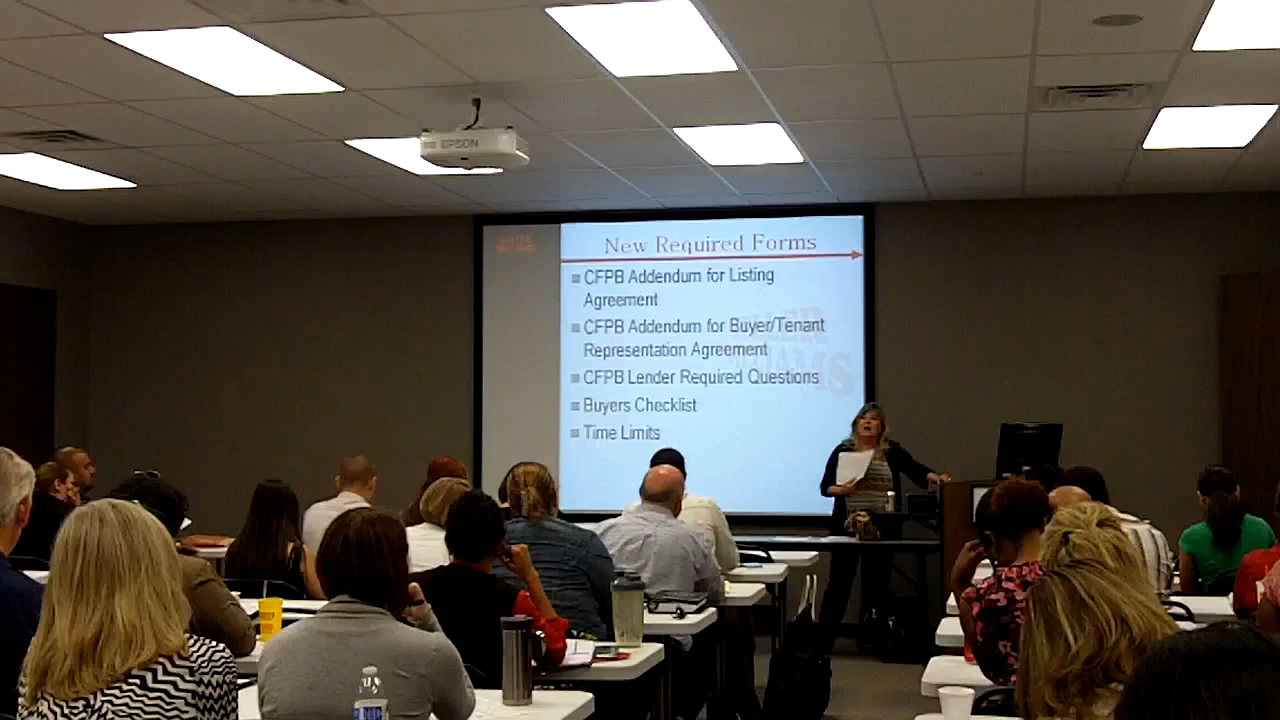 EPSON
New Required Forms
CFPB Addendum for Listing
Agreement
CFPB Addendum for Buyer/Tenant
Representation Agreement
CFPB Lender Required Questions
Buyers Checklist
Time Limits